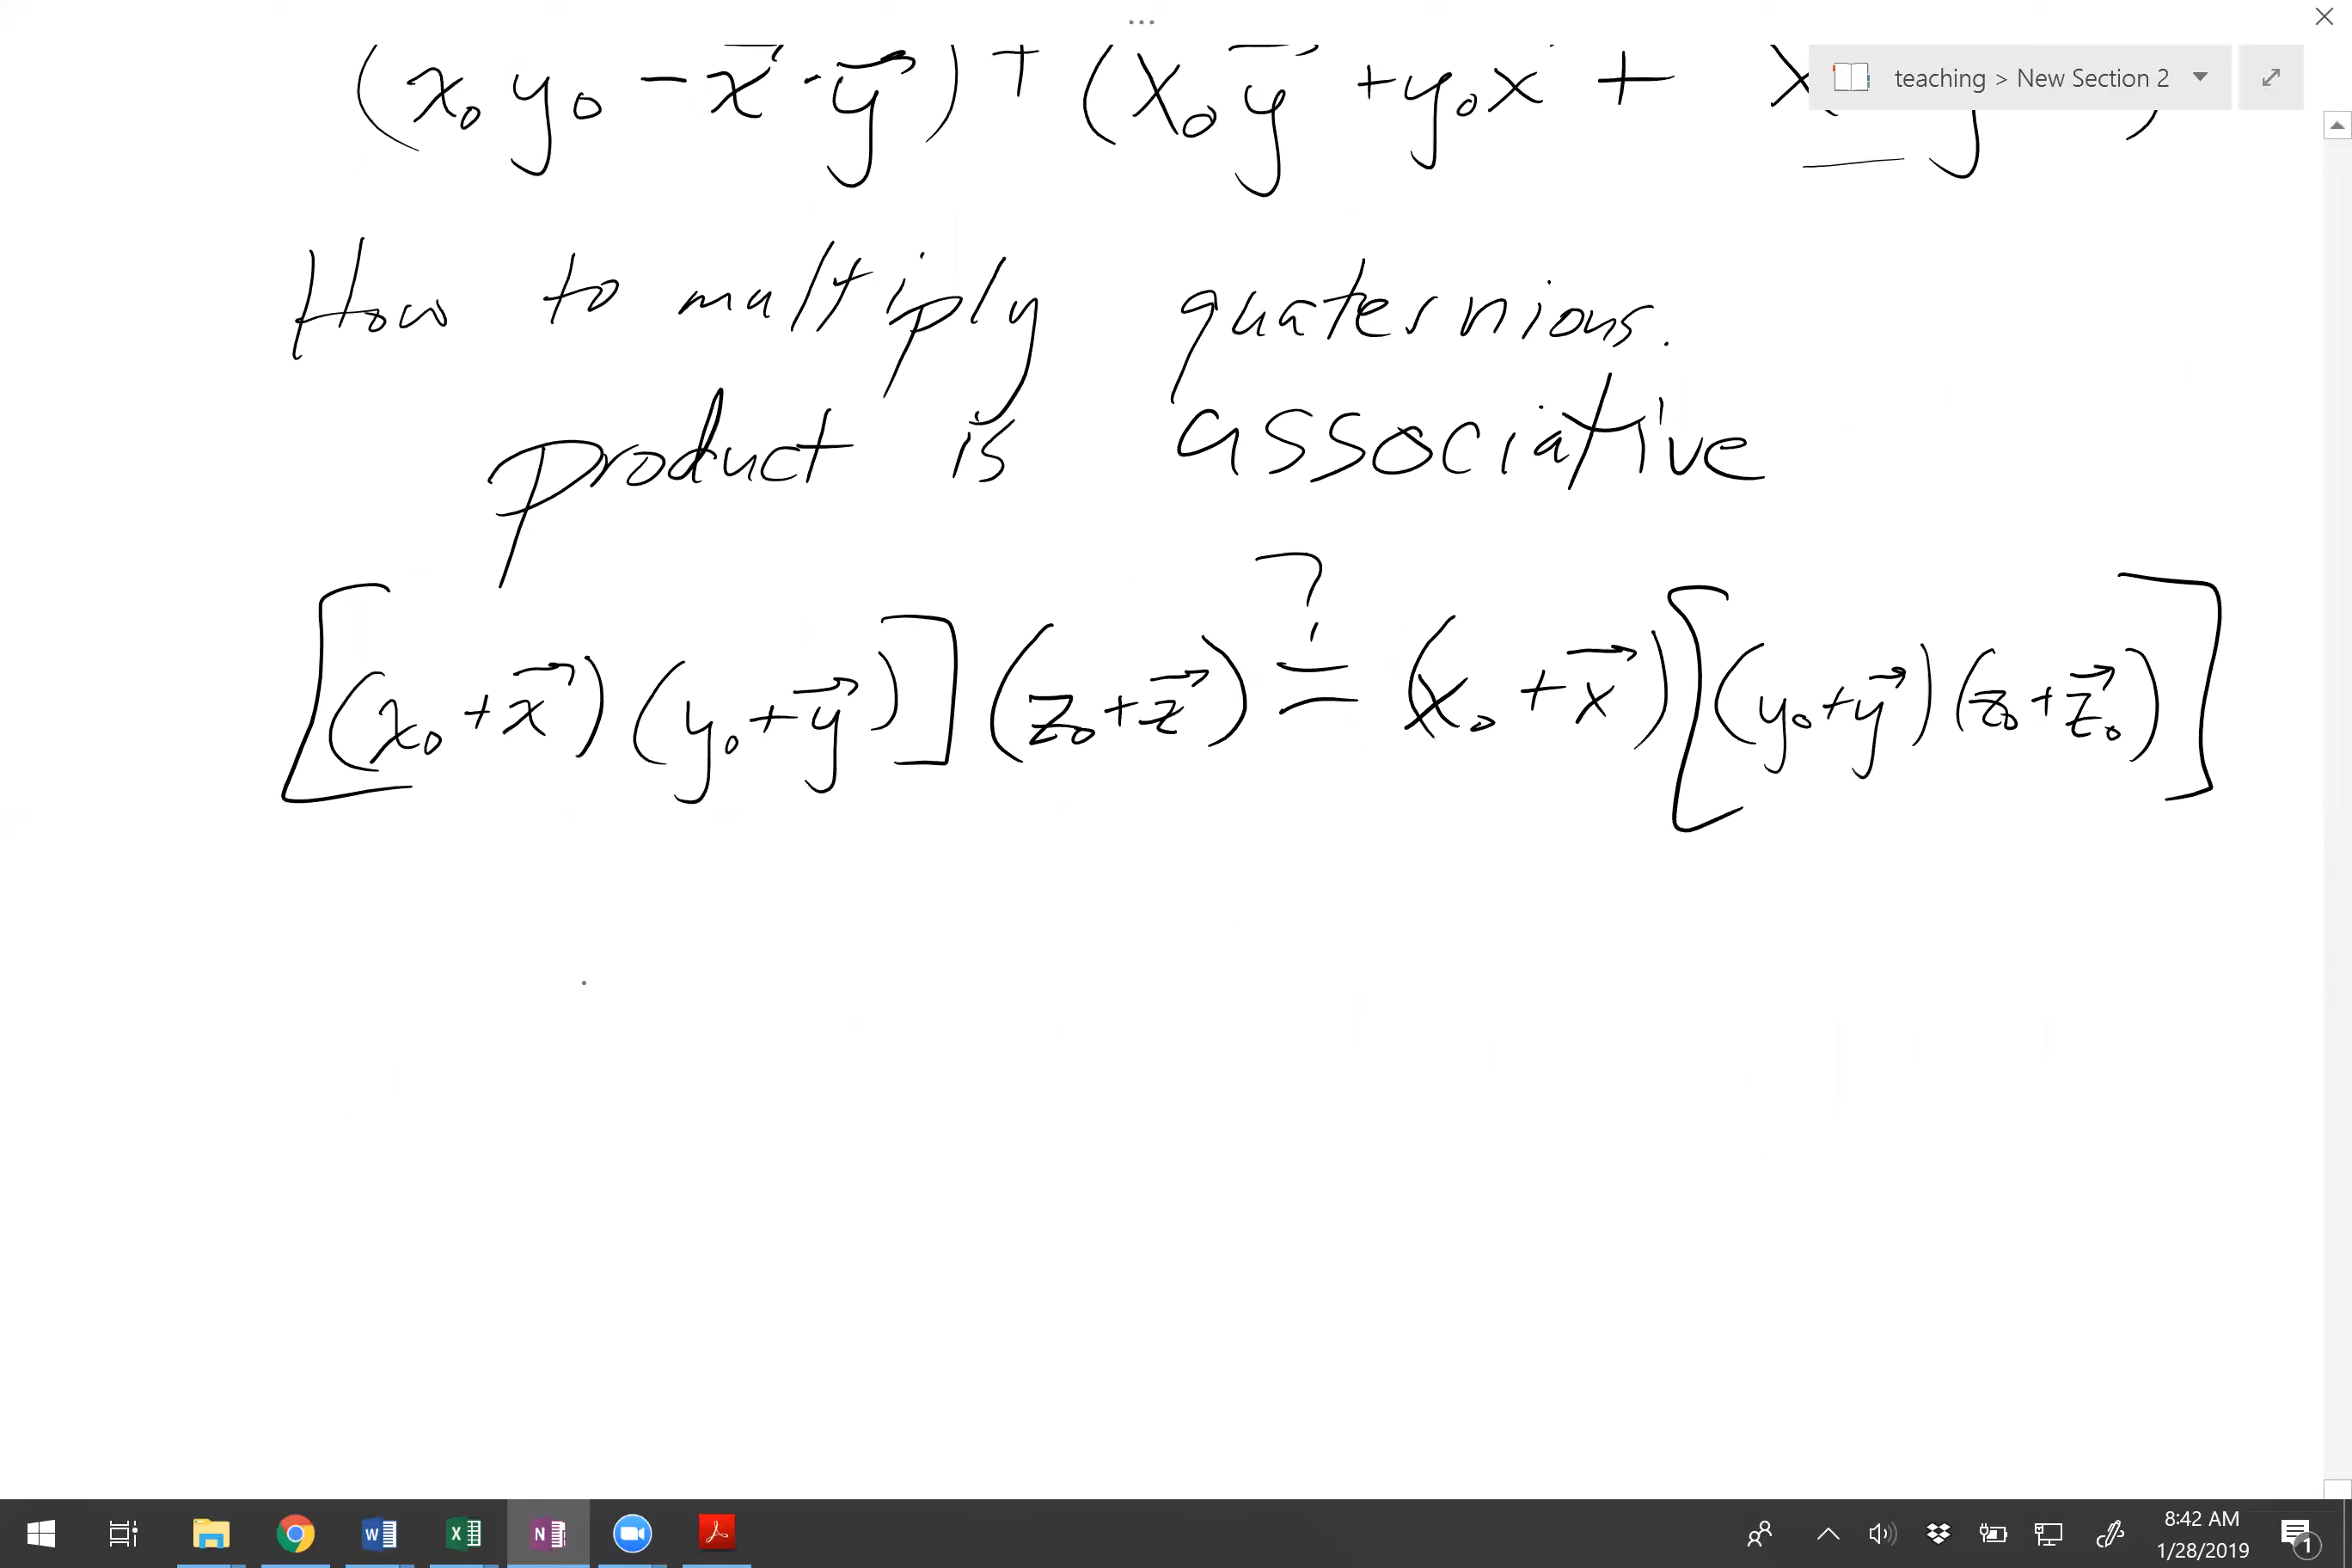 (x₀y₀ − x⃗·y⃗) + (x₀y⃗ + y₀x⃗ +
teaching > New Section 2
How to multiply quaternions.
product is associative
[(x₀ + x⃗)(y₀ + y⃗)](z₀ + z⃗) ≟ (x₀ + x⃗)[(y₀ + y⃗)(z₀ + z⃗₀)]
8:42 AM
1/28/2019
1